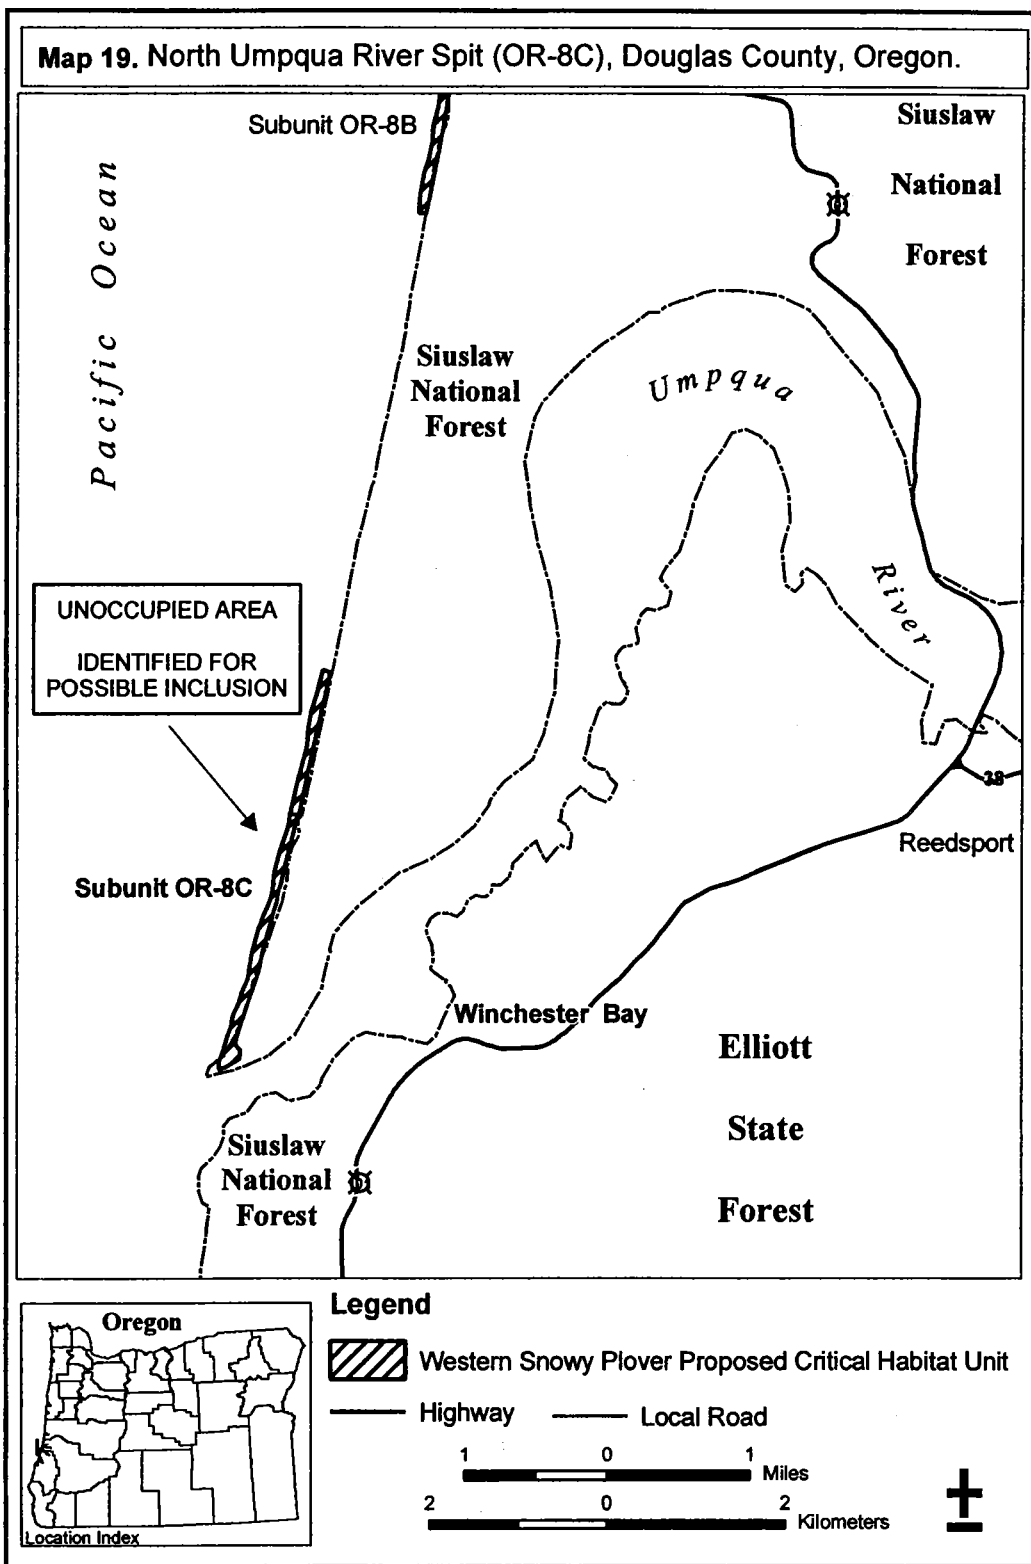 Map 19. North Umpqua River Spit (OR-8C), Douglas County, Oregon.
Subunit OR-8B
Pacific Ocean
Siuslaw
National
Forest
Siuslaw
National
Forest
Umpqua
River
UNOCCUPIED AREA
IDENTIFIED FOR
POSSIBLE INCLUSION
38
Reedsport
Subunit OR-8C
Winchester Bay
Elliott
State
Forest
Siuslaw
National
Forest
Oregon
Location Index
Legend
Western Snowy Plover Proposed Critical Habitat Unit
Highway
Local Road
1 0 1
Miles
2 0 2
Kilometers